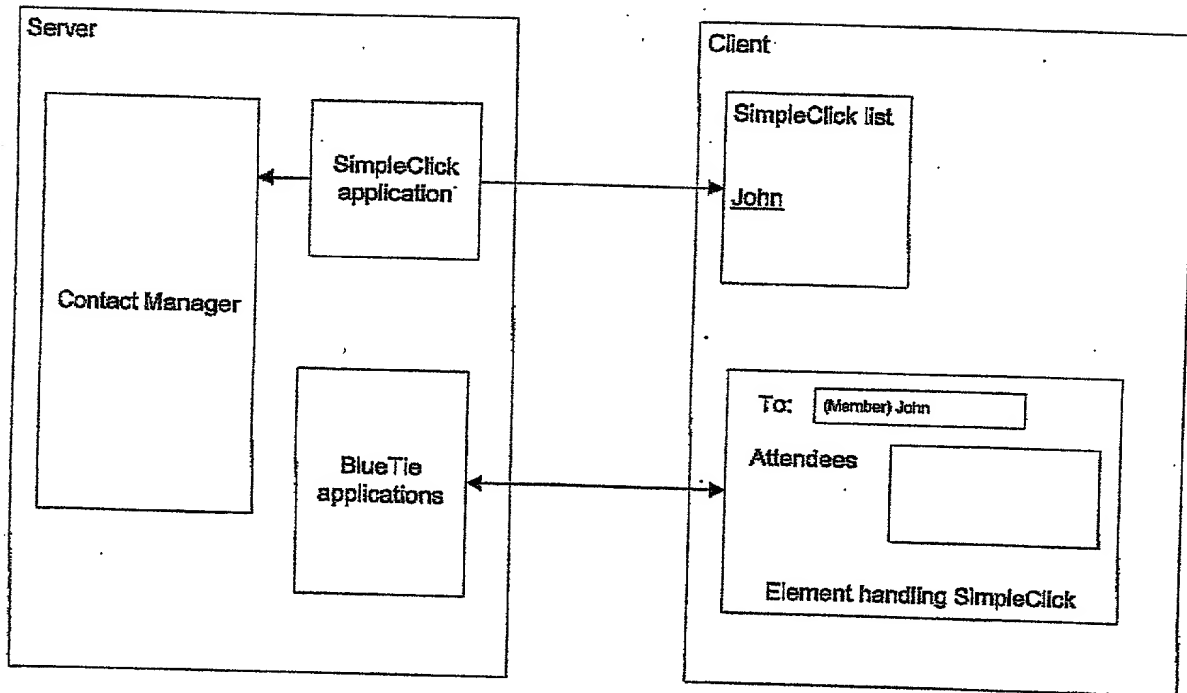 Server
Contact Manager
SimpleClick
application
BlueTie
applications
Client
SimpleClick list
John
To:
(Member) John
Attendees
Element handling SimpleClick